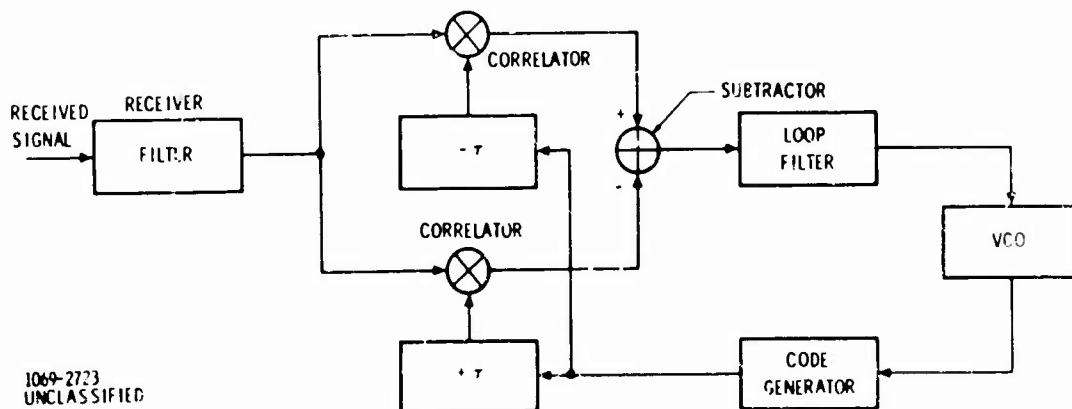 CORRELATOR
RECEIVED
SIGNAL
RECEIVER
FILTER
- τ
+
-
SUBTRACTOR
LOOP
FILTER
VCO
CORRELATOR
+ τ
CODE
GENERATOR
1069-2723
UNCLASSIFIED